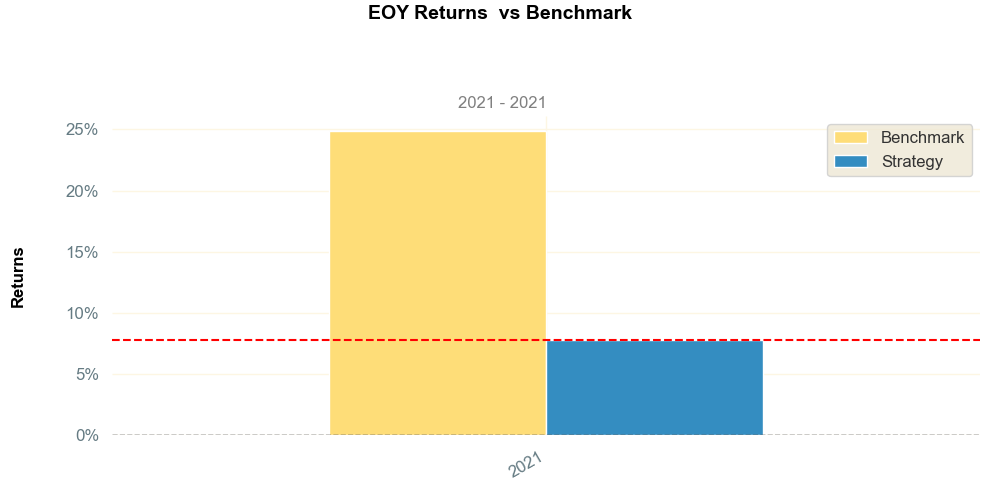 EOY Returns  vs Benchmark
2021 - 2021
Benchmark
Strategy
25%
20%
15%
10%
5%
0%
Returns
2021